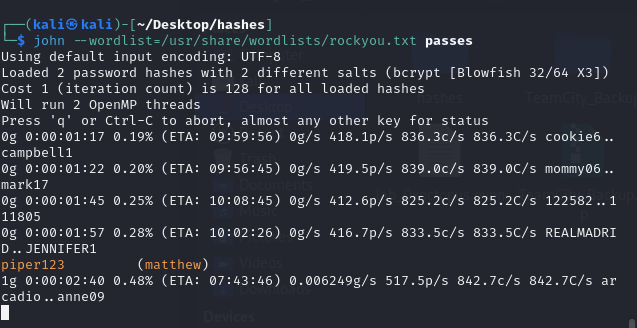 ┌──(kali㉿kali)-[~/Desktop/hashes]
└─$ john --wordlist=/usr/share/wordlists/rockyou.txt passes
Using default input encoding: UTF-8
Loaded 2 password hashes with 2 different salts (bcrypt [Blowfish 32/64 X3])
Cost 1 (iteration count) is 128 for all loaded hashes
Will run 2 OpenMP threads
Press 'q' or Ctrl-C to abort, almost any other key for status
0g 0:00:01:17 0.19% (ETA: 09:59:56) 0g/s 418.1p/s 836.3c/s 836.3C/s cookie6..
campbell1
0g 0:00:01:22 0.20% (ETA: 09:56:45) 0g/s 419.5p/s 839.0c/s 839.0C/s mommy06..
mark17
0g 0:00:01:45 0.25% (ETA: 10:08:45) 0g/s 412.6p/s 825.2c/s 825.2C/s 122582..1
11805
0g 0:00:01:57 0.28% (ETA: 10:02:26) 0g/s 416.7p/s 833.5c/s 833.5C/s REALMADRI
D..JENNIFER1
piper123         (matthew)
1g 0:00:02:40 0.48% (ETA: 07:43:46) 0.006249g/s 517.5p/s 842.7c/s 842.7C/s ar
cadio..anne09
Devices